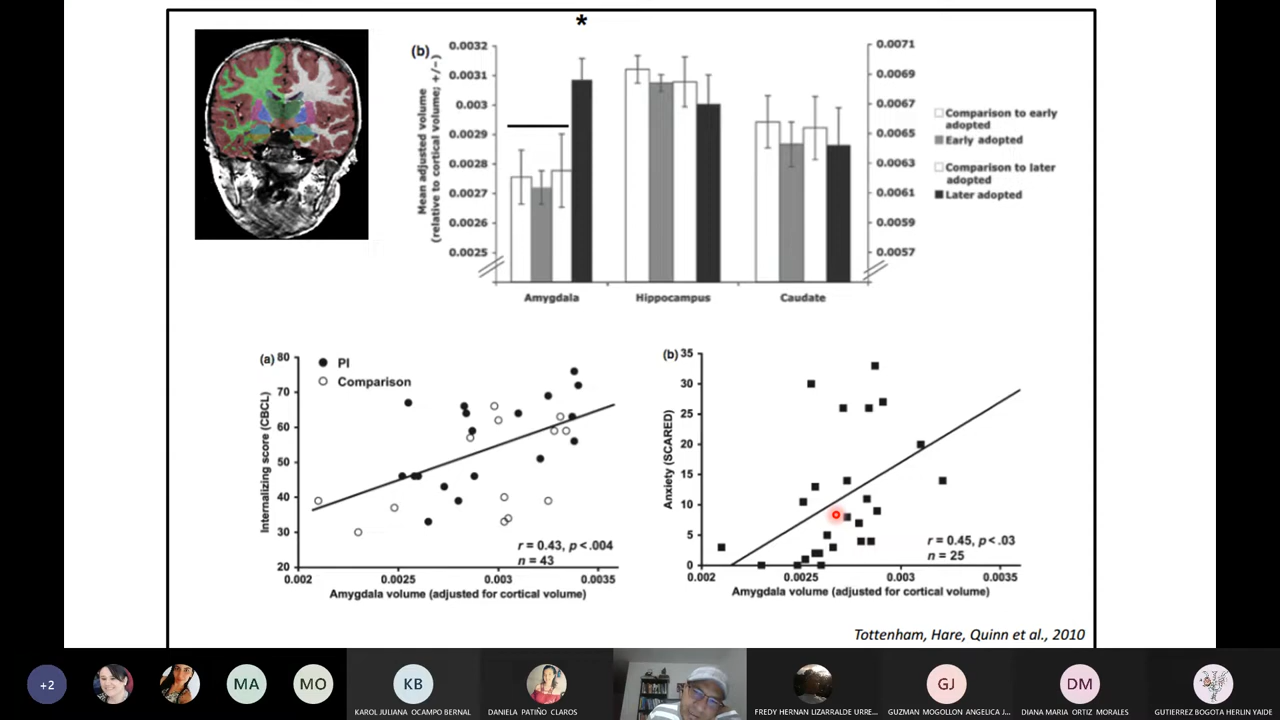 *
(b)
Mean adjusted volume
(relative to cortical volume; +/−)
0.0032
0.0031
0.003
0.0029
0.0028
0.0027
0.0026
0.0025
0.0071
0.0069
0.0067
0.0065
0.0063
0.0061
0.0059
0.0057
Amygdala
Hippocampus
Caudate
Comparison to early
adopted
Early adopted
Comparison to later
adopted
Later adopted
(a)
80
70
60
50
40
30
20
Internalizing score (CBCL)
PI
Comparison
r = 0.43, p <.004
n = 43
0.002
0.0025
0.003
0.0035
Amygdala volume (adjusted for cortical volume)
(b)
35
30
25
20
15
10
5
0
Anxiety (SCARED)
r = 0.45, p <.03
n = 25
0.002
0.0025
0.003
0.0035
Amygdala volume (adjusted for cortical volume)
Tottenham, Hare, Quinn et al., 2010
+2
MA
MO
KB
KAROL JULIANA OCAMPO BERNAL
DANIELA PATIÑO CLAROS
FREDY HERNAN LIZARRALDE URRE...
GJ
GUZMAN MOGOLLON ANGELICA J...
DM
DIANA MARIA ORTIZ MORALES
GUTIERREZ BOGOTA HERLIN YAIDE